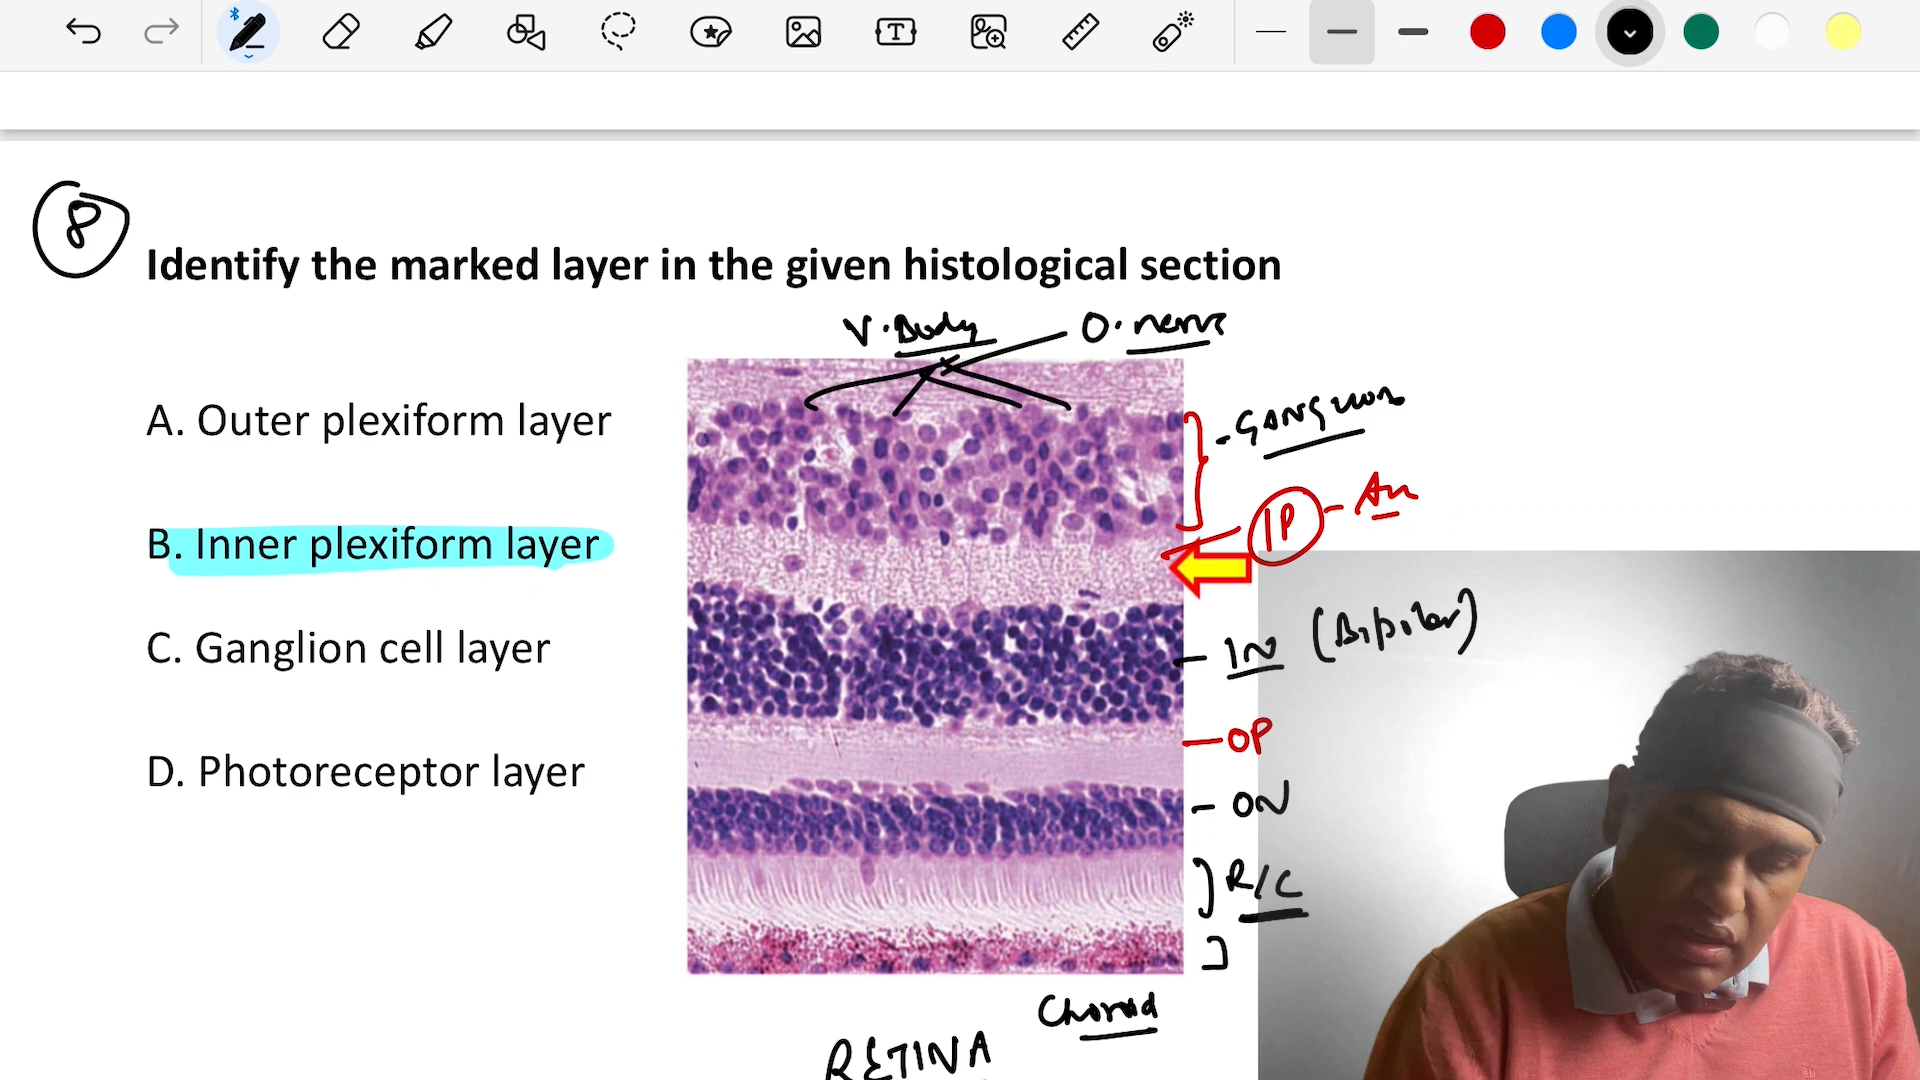 8
Identify the marked layer in the given histological section
V. Body
O. nerve
A. Outer plexiform layer
GANGLION
IP - An
B. Inner plexiform layer
IN (Bipolar)
C. Ganglion cell layer
OP
D. Photoreceptor layer
ON
R/C
Choroid
RETINA